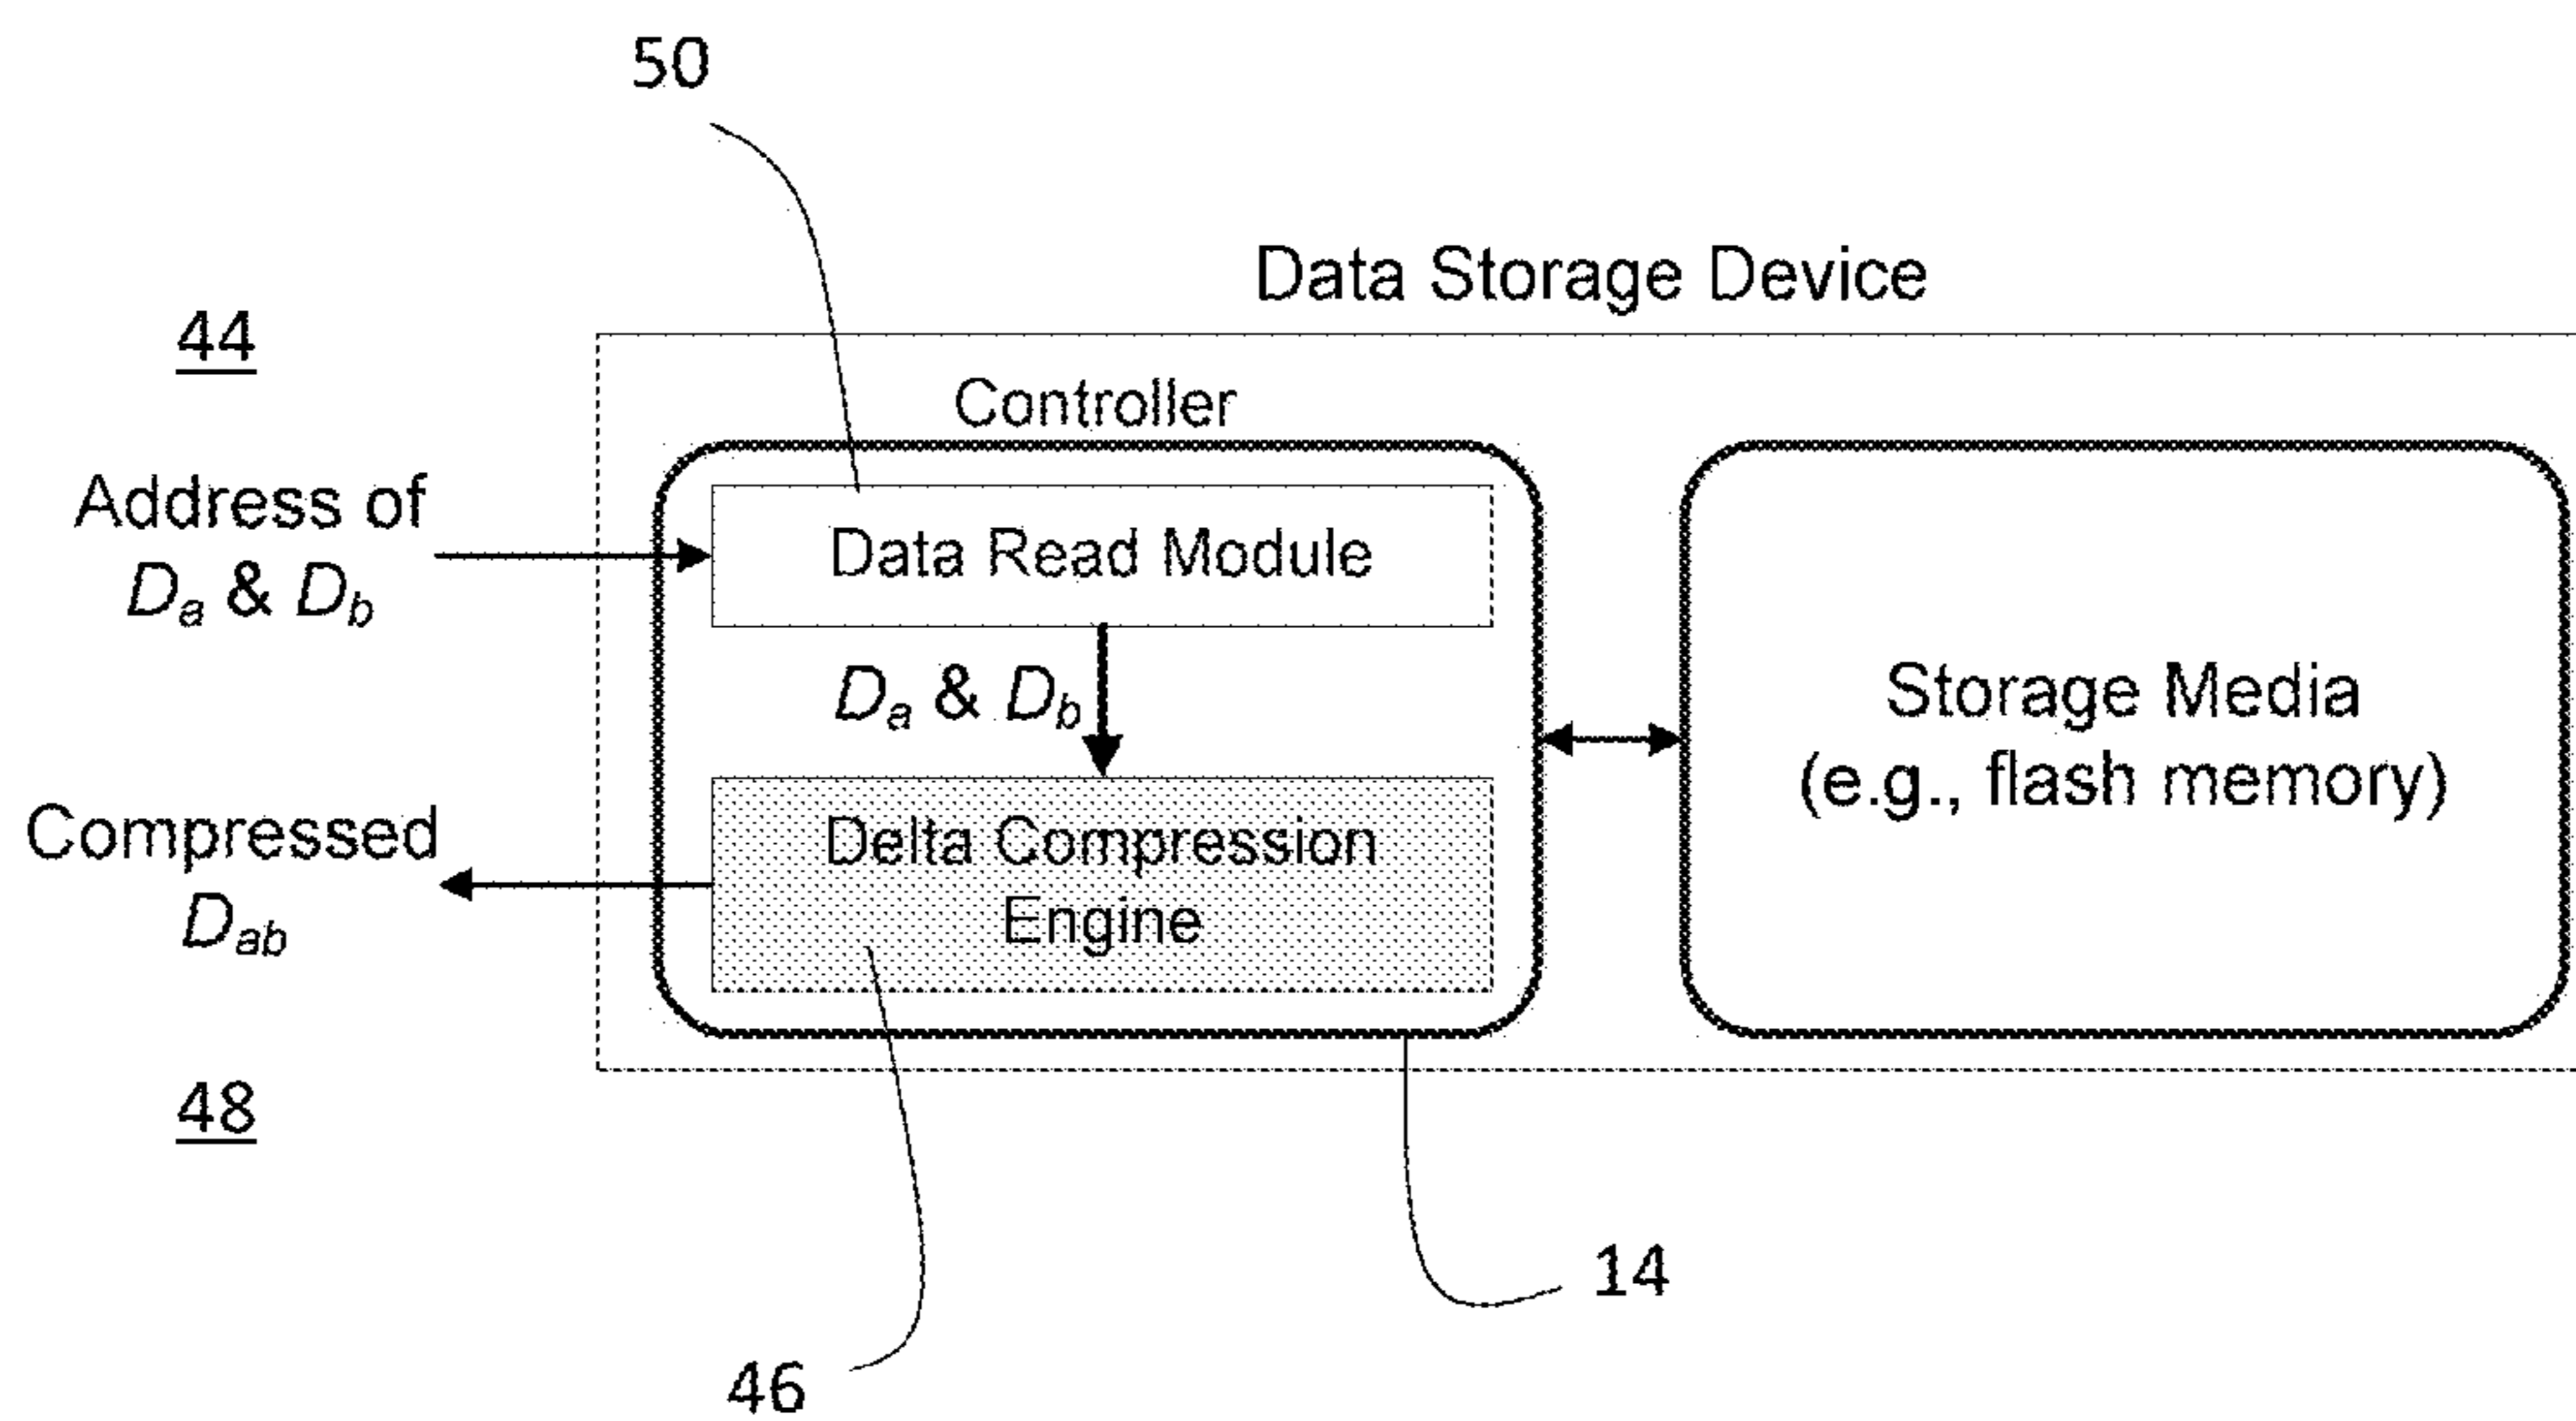 50
Data Storage Device
44
Controller
Address of
Da & Db
Data Read Module
Da & Db
Storage Media
(e.g., flash memory)
Compressed
Dab
Delta Compression
Engine
48
14
46